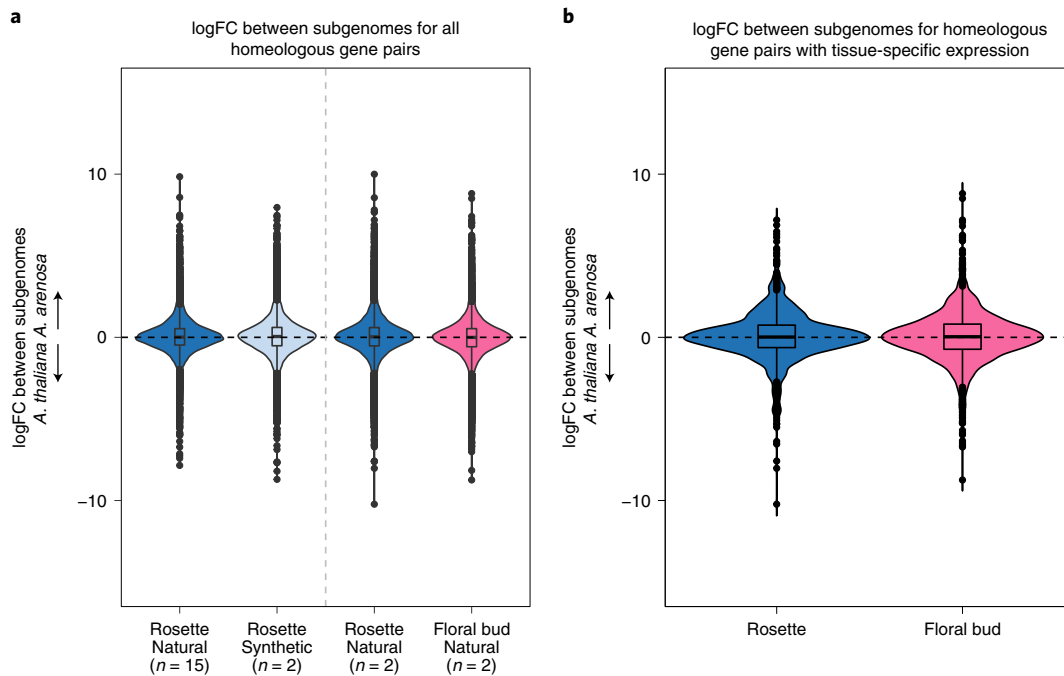 a
logFC between subgenomes for all
homeologous gene pairs
logFC between subgenomes
A. thaliana A. arenosa
10
0
−10
Rosette
Natural
(n = 15)
Rosette
Synthetic
(n = 2)
Rosette
Natural
(n = 2)
Floral bud
Natural
(n = 2)
b
logFC between subgenomes for homeologous
gene pairs with tissue-specific expression
logFC between subgenomes
A. thaliana A. arenosa
10
0
−10
Rosette
Floral bud